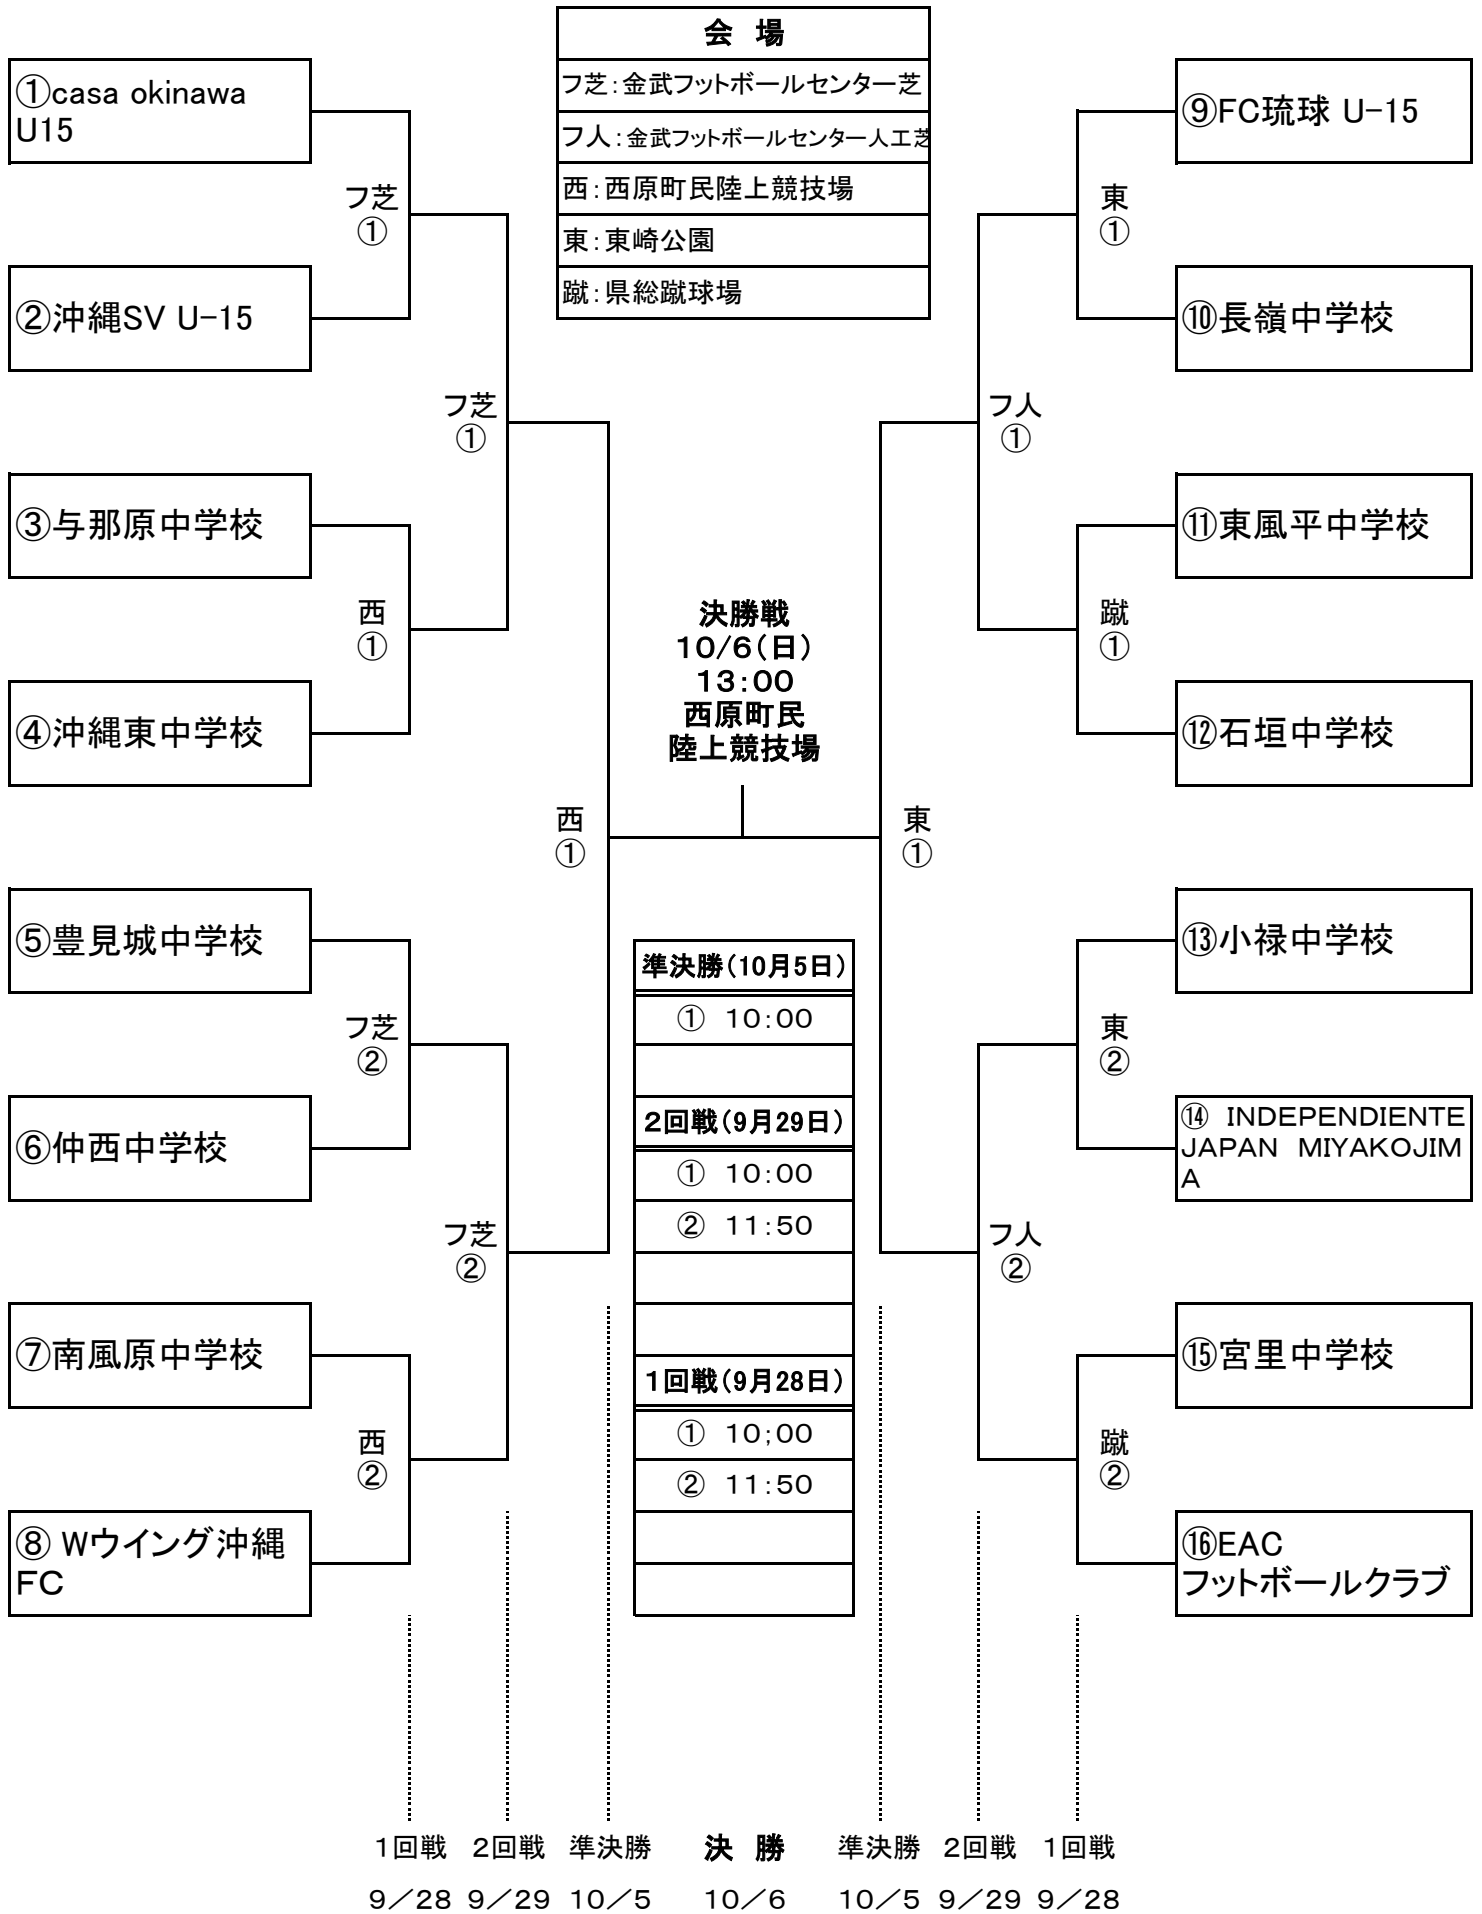 会　場
フ芝：金武フットボールセンター芝
フ人：金武フットボールセンター人工芝
西：西原町民陸上競技場
東：東崎公園
蹴：県総蹴球場
①casa okinawa
U15
フ芝
①
②沖縄SV U-15
フ芝
①
③与那原中学校
西
①
④沖縄東中学校
西
①
⑤豊見城中学校
フ芝
②
⑥仲西中学校
フ芝
②
⑦南風原中学校
西
②
⑧ Wウイング沖縄
FC
決勝戦
10/6（日）
13：00
西原町民
陸上競技場
準決勝（10月5日）
① 10：00
2回戦（9月29日）
① 10：00
② 11：50
1回戦（9月28日）
① 10；00
② 11：50
⑨FC琉球 U-15
東
①
⑩長嶺中学校
フ人
①
⑪東風平中学校
蹴
①
⑫石垣中学校
東
①
⑬小禄中学校
東
②
⑭ INDEPENDIENTE
JAPAN　MIYAKOJIM
A
フ人
②
⑮宮里中学校
蹴
②
⑯EAC
フットボールクラブ
1回戦 2回戦 準決勝 決　勝 準決勝 2回戦 1回戦
9／28 9／29 10／5 10／6 10／5 9／29 9／28